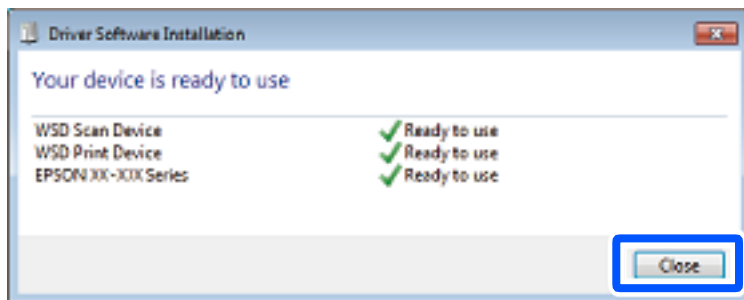 Driver Software Installation
Your device is ready to use
WSD Scan Device Ready to use
WSD Print Device Ready to use
EPSON XX-XXX Series Ready to use
Close